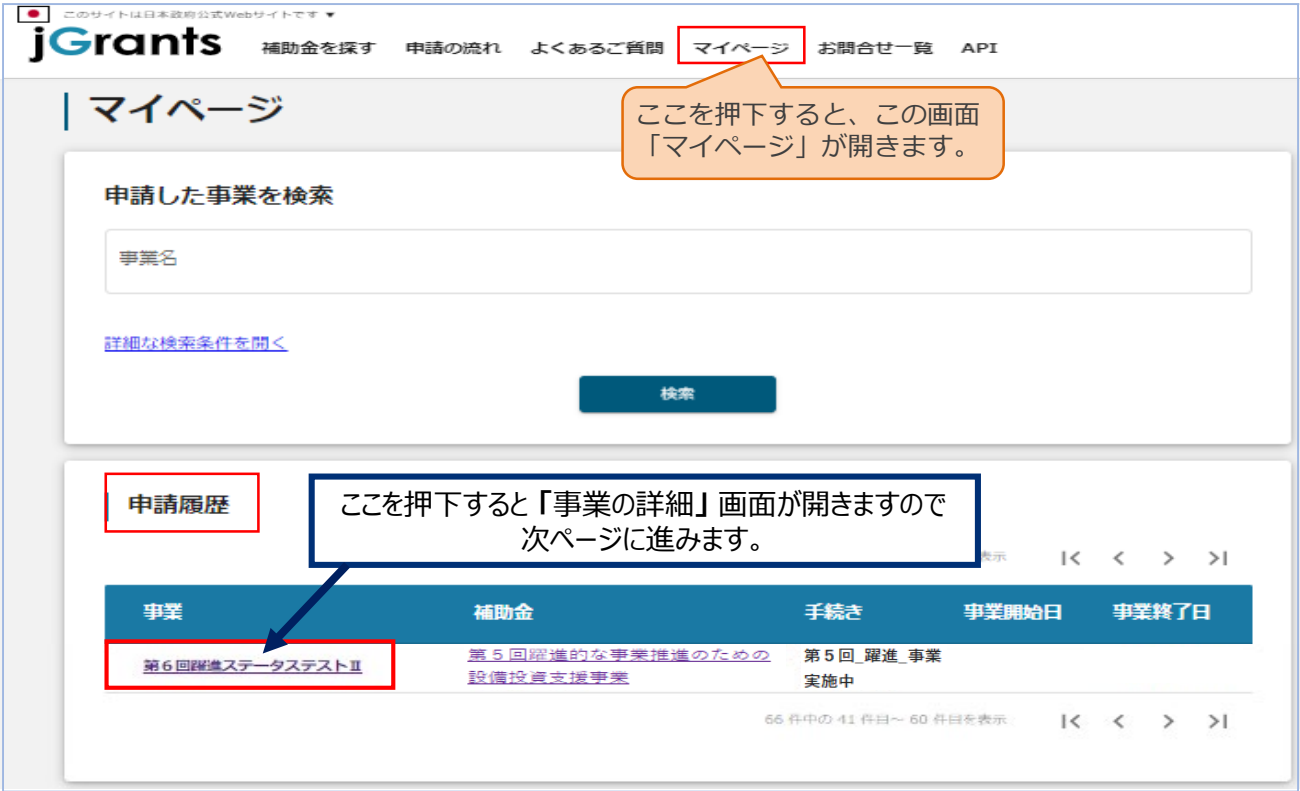 このサイトは日本政府公式Webサイトです ▼
jGrants 補助金を探す 申請の流れ よくあるご質問 マイページ お問合せ一覧 API
マイページ
ここを押下すると、この画面
「マイページ」が開きます。
申請した事業を検索
事業名
詳細な検索条件を開く
検索
申請履歴
ここを押下すると「事業の詳細」画面が開きますので
次ページに進みます。
表示 |< < > >|
事業 補助金 手続き 事業開始日 事業終了日
第6回躍進ステータステストⅡ 第5回躍進的な事業推進のための 第5回_躍進_事業
設備投資支援事業 実施中
66 件中の 41 件目～ 60 件目を表示 |< < > >|